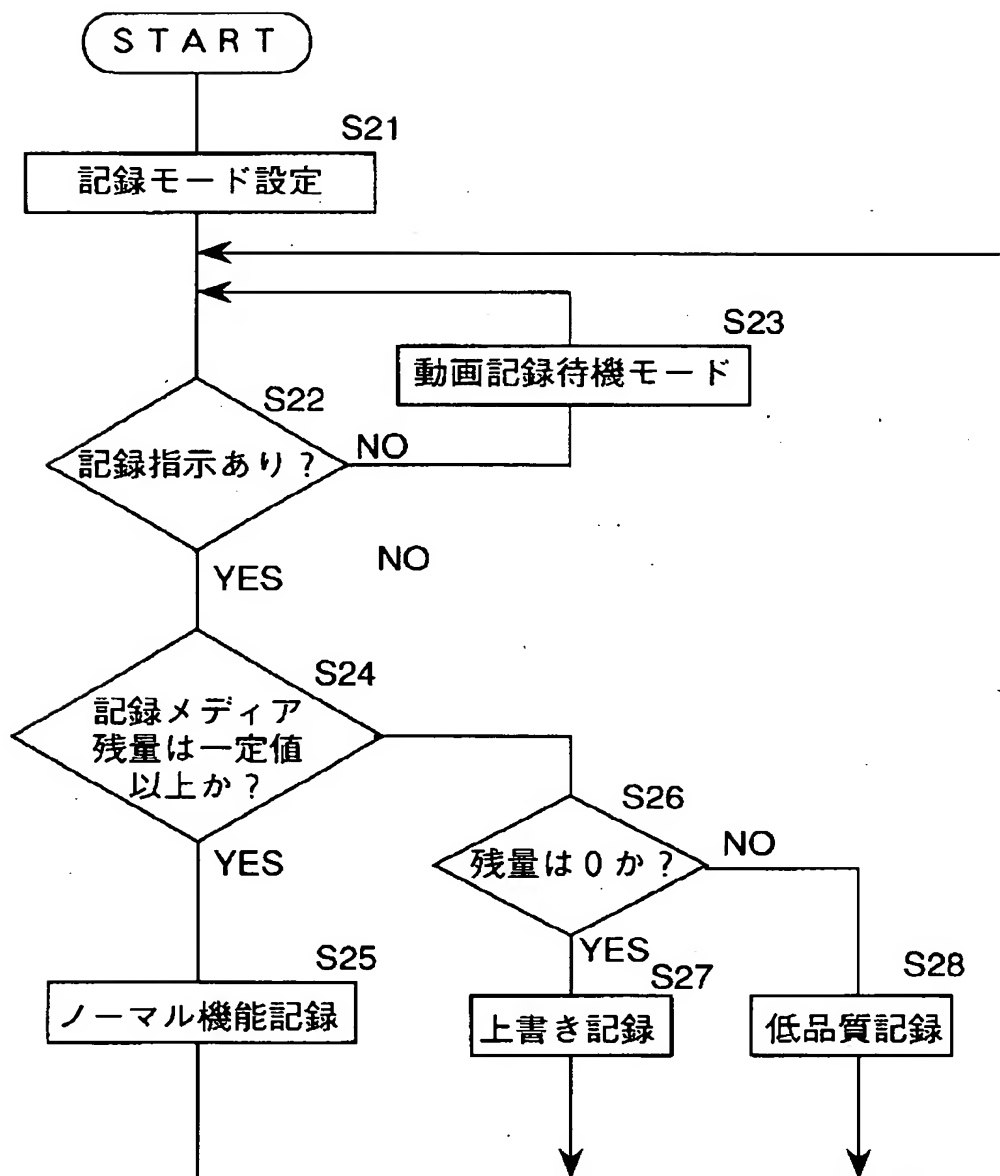 START
S21
記録モード設定
S23
動画記録待機モード
S22
記録指示あり?
NO
YES
NO
S24
記録メディア
残量は一定値
以上か?
YES
S26
残量は0か?
NO
YES
S25
ノーマル機能記録
S27
上書き記録
S28
低品質記録